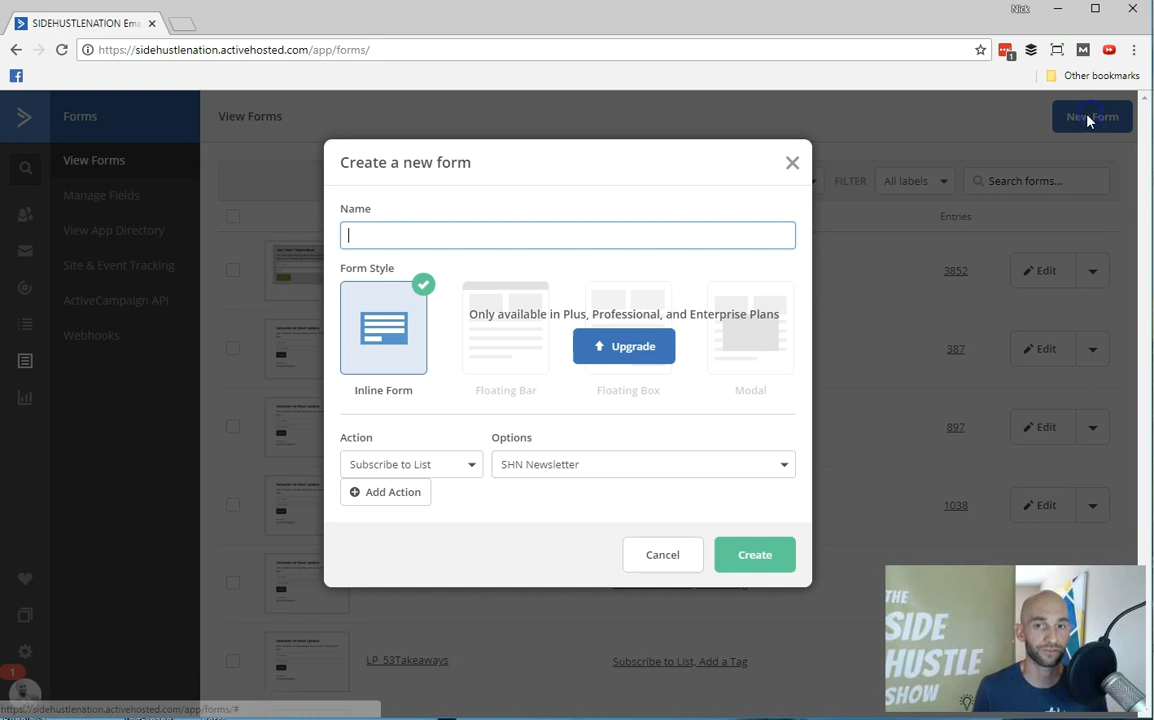 Nick
SIDEHUSTLENATION Ema
https://sidehustlenation.activehosted.com/app/forms/
1
Other bookmarks
Forms
View Forms
New Form
View Forms
Manage Fields
View App Directory
Site & Event Tracking
ActiveCampaign API
Webhooks
FILTER
All labels
Search forms...
Entries
3852
Edit
387
Edit
897
Edit
1038
Edit
Create a new form
Name
Form Style
Only available in Plus, Professional, and Enterprise Plans
Upgrade
Inline Form
Floating Bar
Floating Box
Modal
Action
Options
Subscribe to List
SHN Newsletter
Add Action
Cancel
Create
LP_53Takeaways
Subscribe to List, Add a Tag
1
https://sidehustlenation.activehosted.com/app/forms/#
THE
SIDE
HUSTLE
SHOW